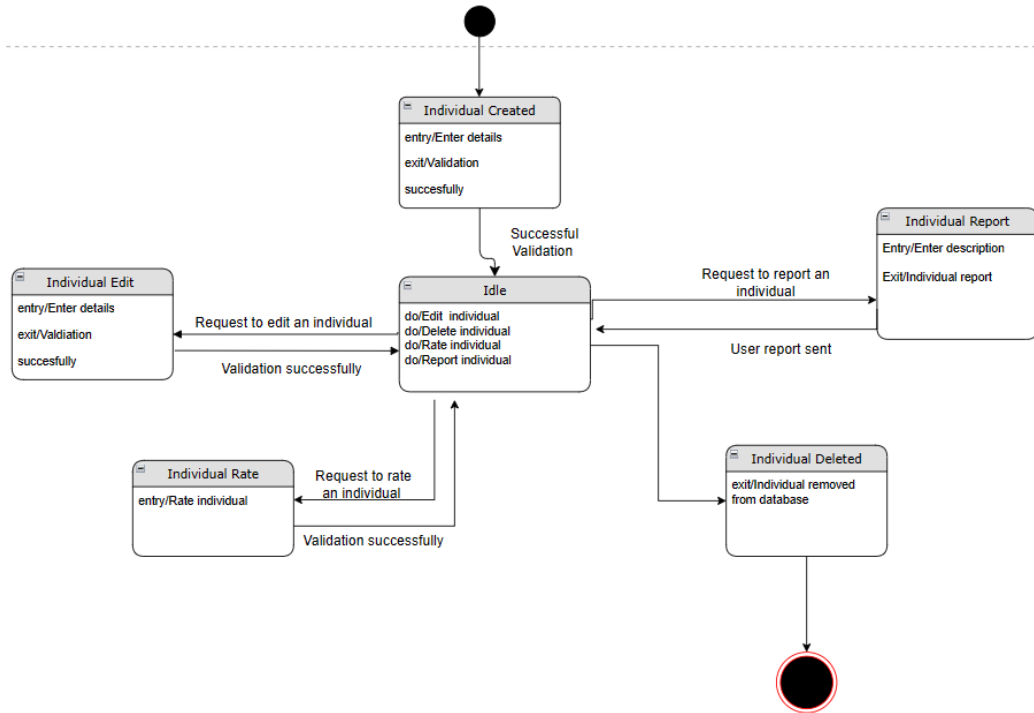 Individual Created
entry/Enter details
exit/Validation
succesfully
Successful
Validation
Individual Report
Entry/Enter description
Exit/Individual report
Request to report an
individual
User report sent
Individual Edit
entry/Enter details
exit/Valdiation
succesfully
Request to edit an individual
Validation successfully
Idle
do/Edit individual
do/Delete individual
do/Rate individual
do/Report individual
Individual Rate
entry/Rate individual
Request to rate
an individual
Validation successfully
Individual Deleted
exit/Individual removed
from database